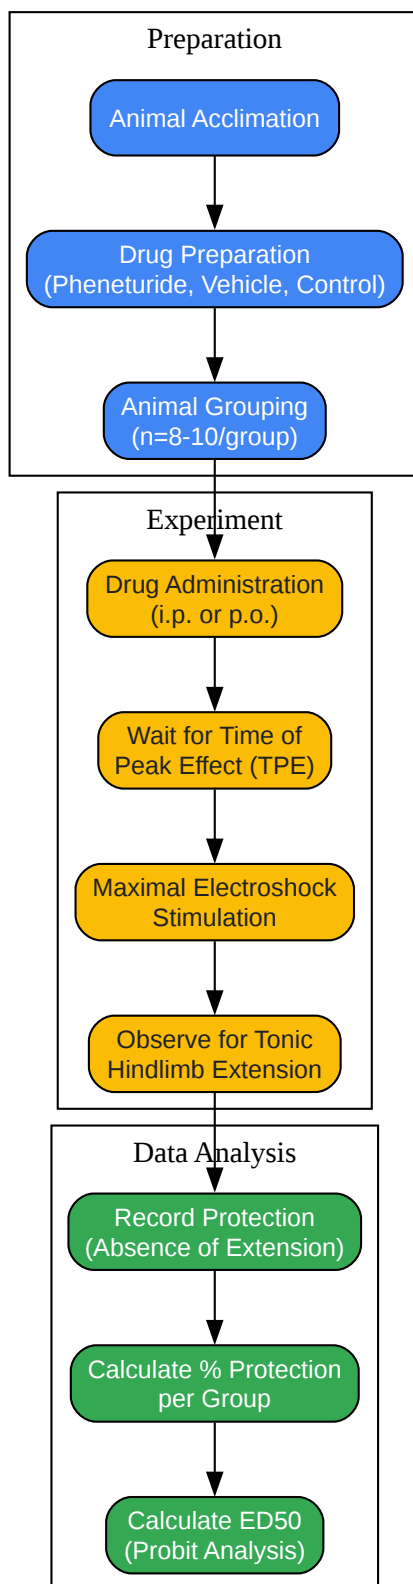 Preparation
Animal Acclimation
Drug Preparation
(Pheneturide, Vehicle, Control)
Animal Grouping
(n=8-10/group)
Experiment
Drug Administration
(i.p. or p.o.)
Wait for Time of
Peak Effect (TPE)
Maximal Electroshock
Stimulation
Observe for Tonic
Hindlimb Extension
Data Analysis
Record Protection
(Absence of Extension)
Calculate % Protection
per Group
Calculate ED50
(Probit Analysis)